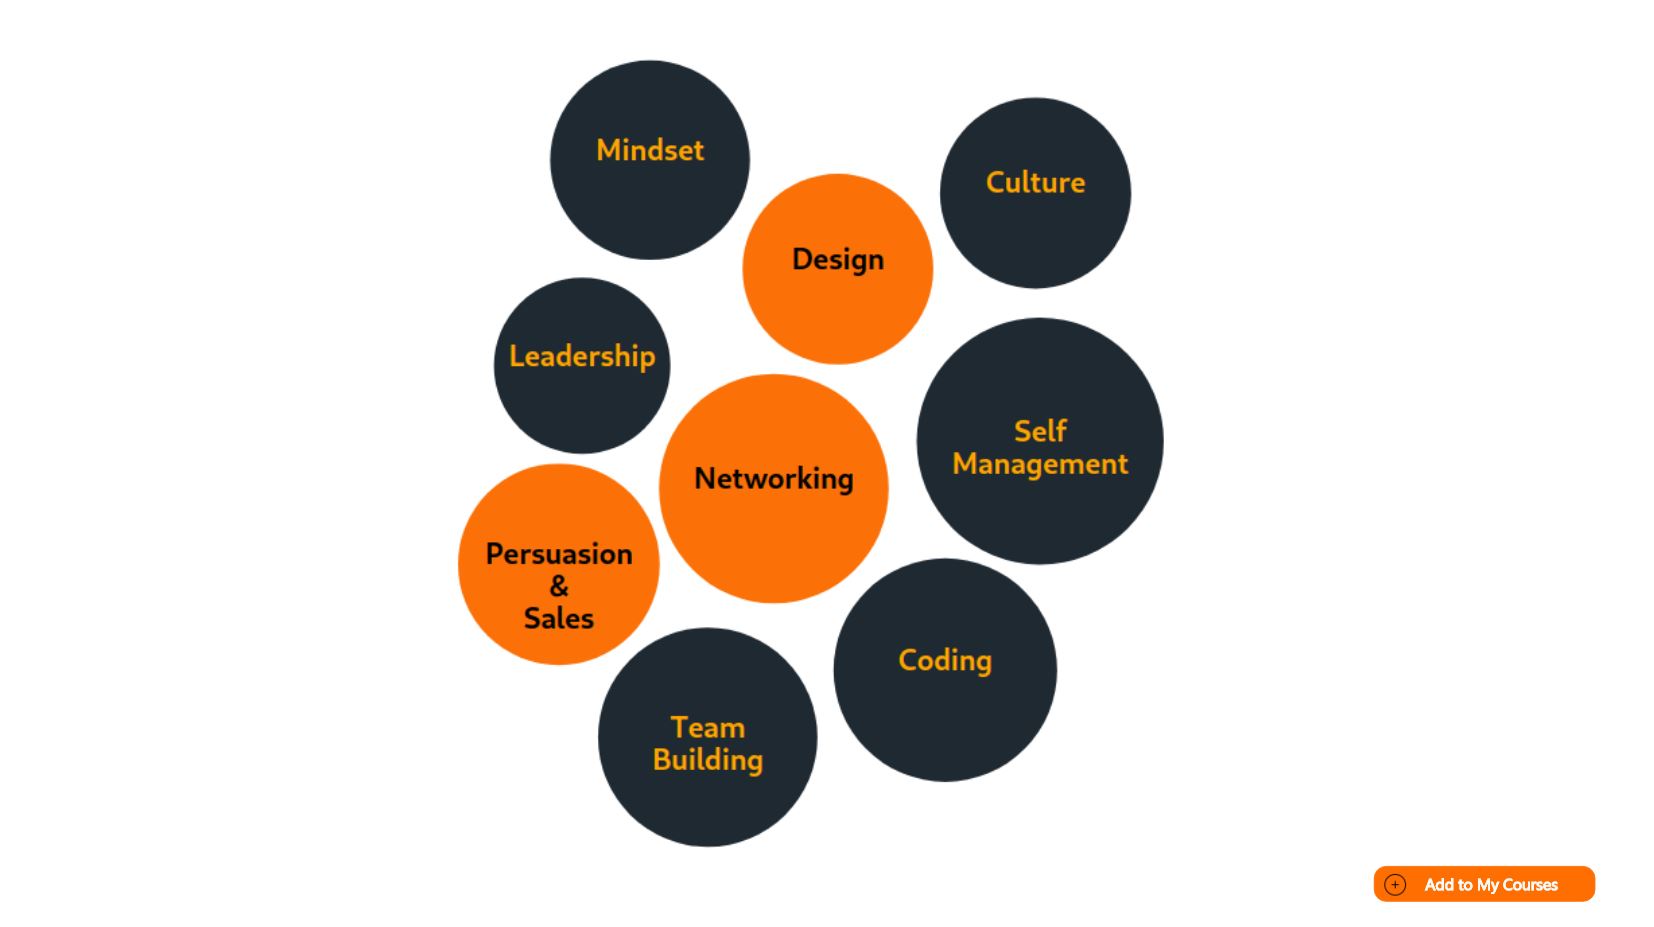 Mindset
Culture
Design
Leadership
Self
Management
Networking
Persuasion
&
Sales
Coding
Team
Building
Add to My Courses